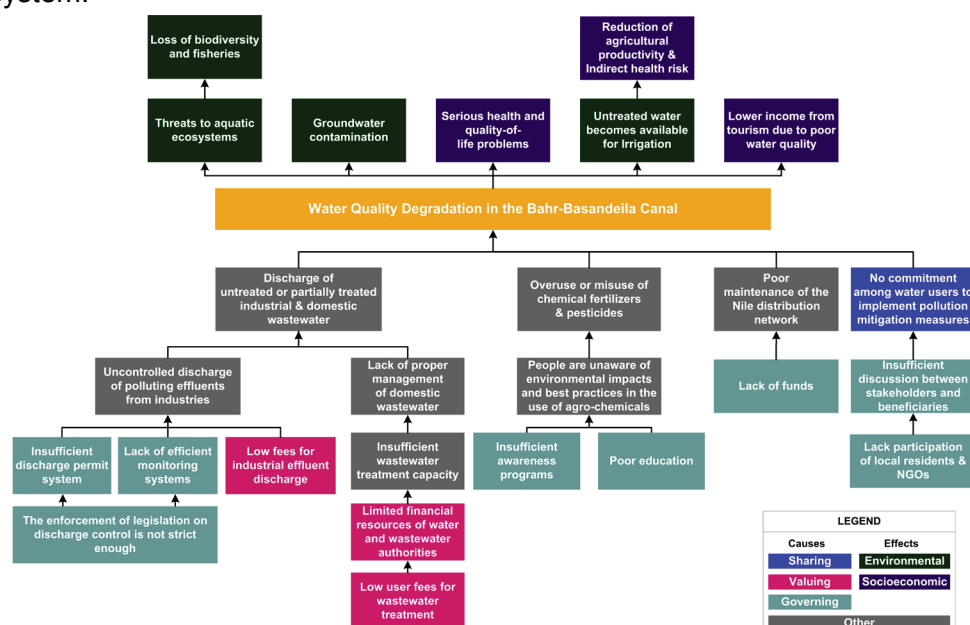 system.
Loss of biodiversity
and fisheries
Reduction of
agricultural
productivity &
Indirect health risk
Threats to aquatic
ecosystems
Groundwater
contamination
Serious health and
quality-of-
life problems
Untreated water
becomes available
for Irrigation
Lower income from
tourism due to poor
water quality
Water Quality Degradation in the Bahr-Basandeila Canal
Discharge of
untreated or partially treated
industrial & domestic
wastewater
Overuse or misuse of
chemical fertilizers
& pesticides
Poor
maintenance of the
Nile distribution
network
No commitment
among water users to
implement pollution
mitigation measures
Uncontrolled discharge
of polluting effluents
from industries
Lack of proper
management
of domestic
wastewater
People are unaware of
environmental impacts
and best practices in the
use of agro-chemicals
Lack of funds
Insufficient
discussion between
stakeholders and
beneficiaries
Insufficient
discharge permit
system
Lack of efficient
monitoring
systems
Low fees for
industrial effluent
discharge
Insufficient
wastewater
treatment capacity
Insufficient
awareness
programs
Poor education
Lack participation
of local residents &
NGOs
The enforcement of legislation on
discharge control is not strict
enough
Limited financial
resources of water
and wastewater
authorities
Low user fees for
wastewater
treatment
LEGEND
Causes
Effects
Sharing
Environmental
Valuing
Socioeconomic
Governing
Other